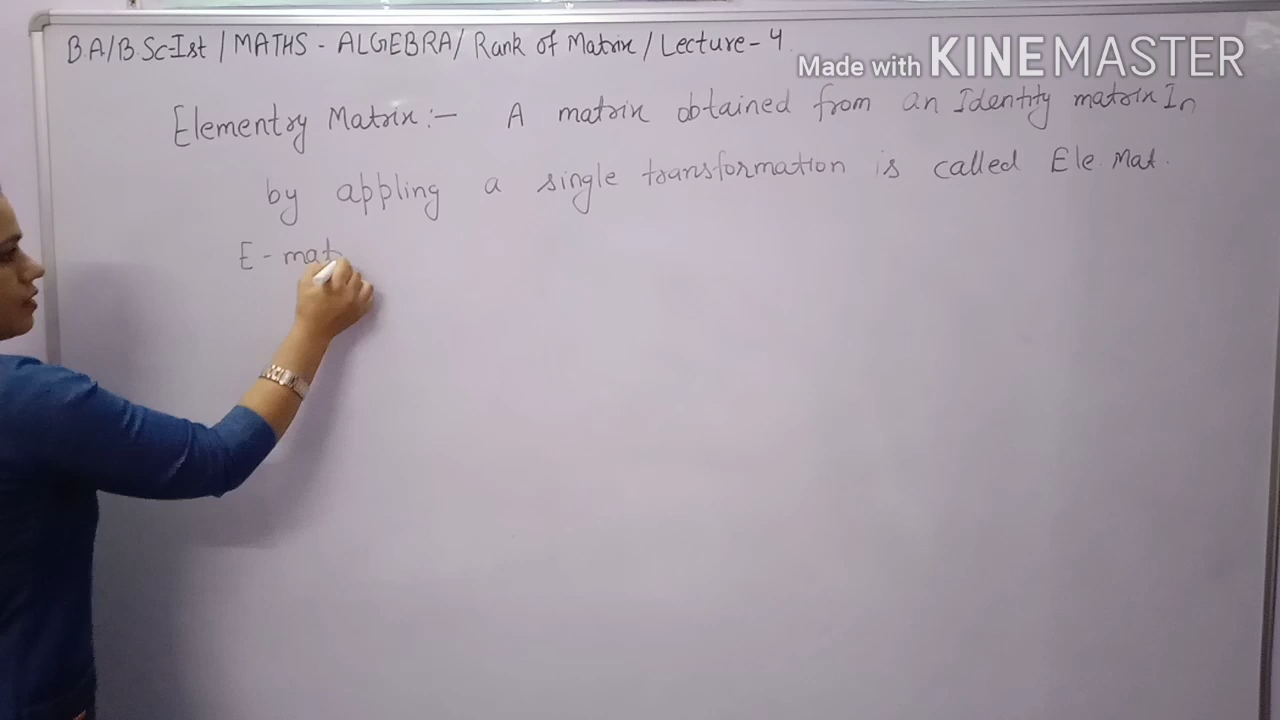 B.A/B.Sc-Ist / MATHS - ALGEBRA / Rank of Matrix / Lecture - 4
Made with KINEMASTER
Elementry Matrix :- A matrix obtained from an Identity matrix In
by appling a single transformation is called Ele. Mat.
E - mat